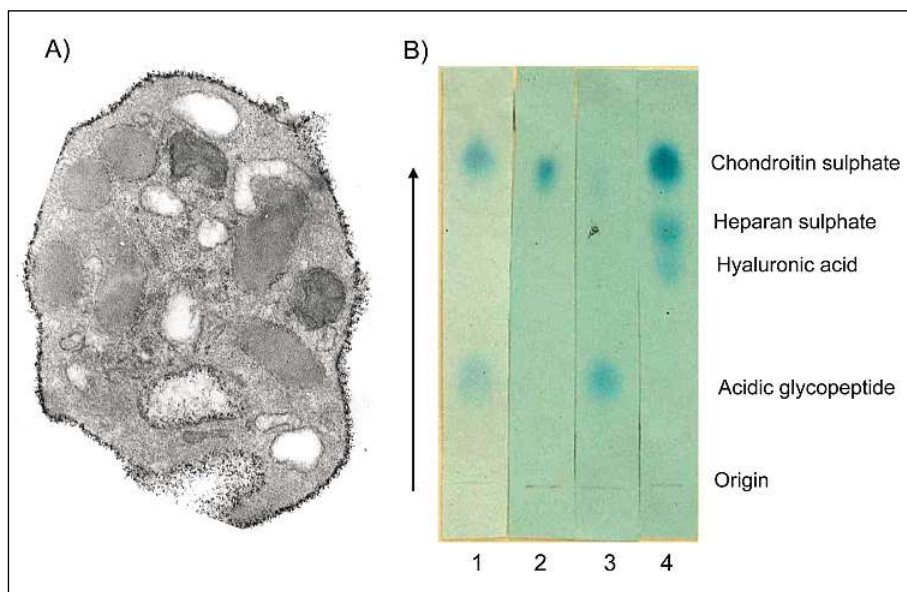 A)
B)
Chondroitin sulphate
Heparan sulphate
Hyaluronic acid
Acidic glycopeptide
Origin
1 2 3 4